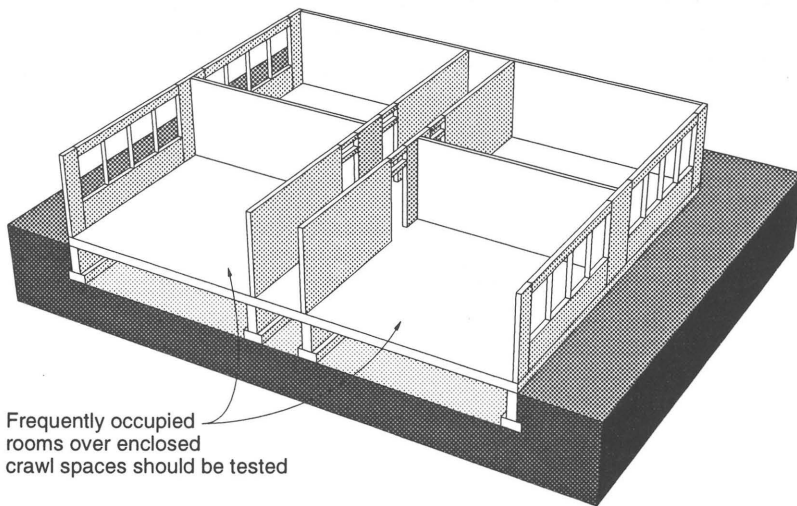 Frequently occupied
rooms over enclosed
crawl spaces should be tested